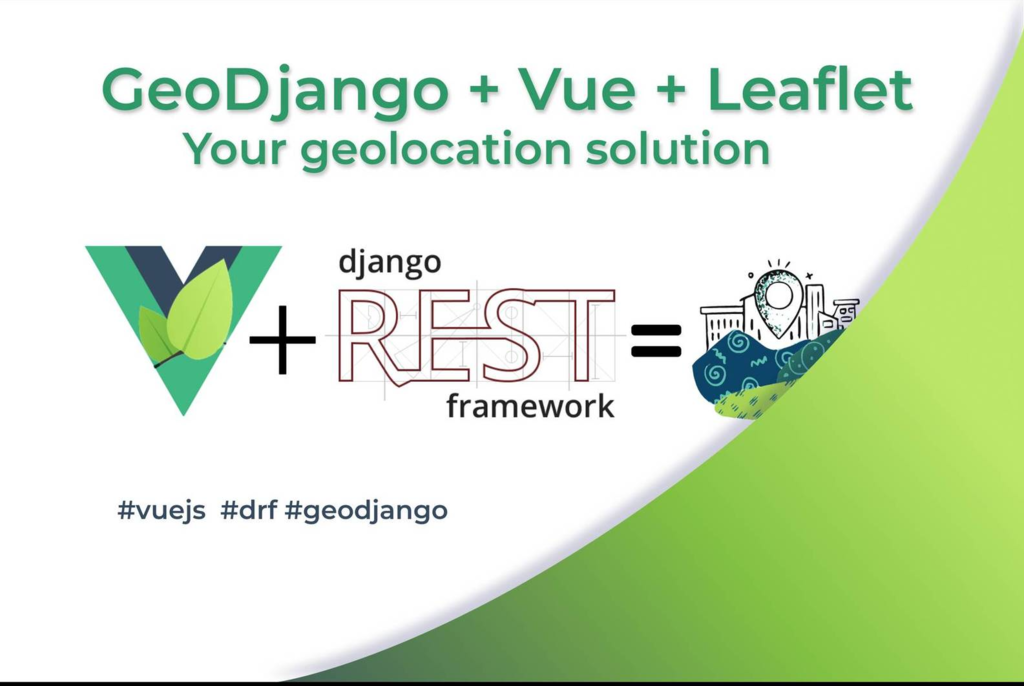 GeoDjango + Vue + Leaflet
Your geolocation solution
django
+ REST =
framework
#vuejs #drf #geodjango